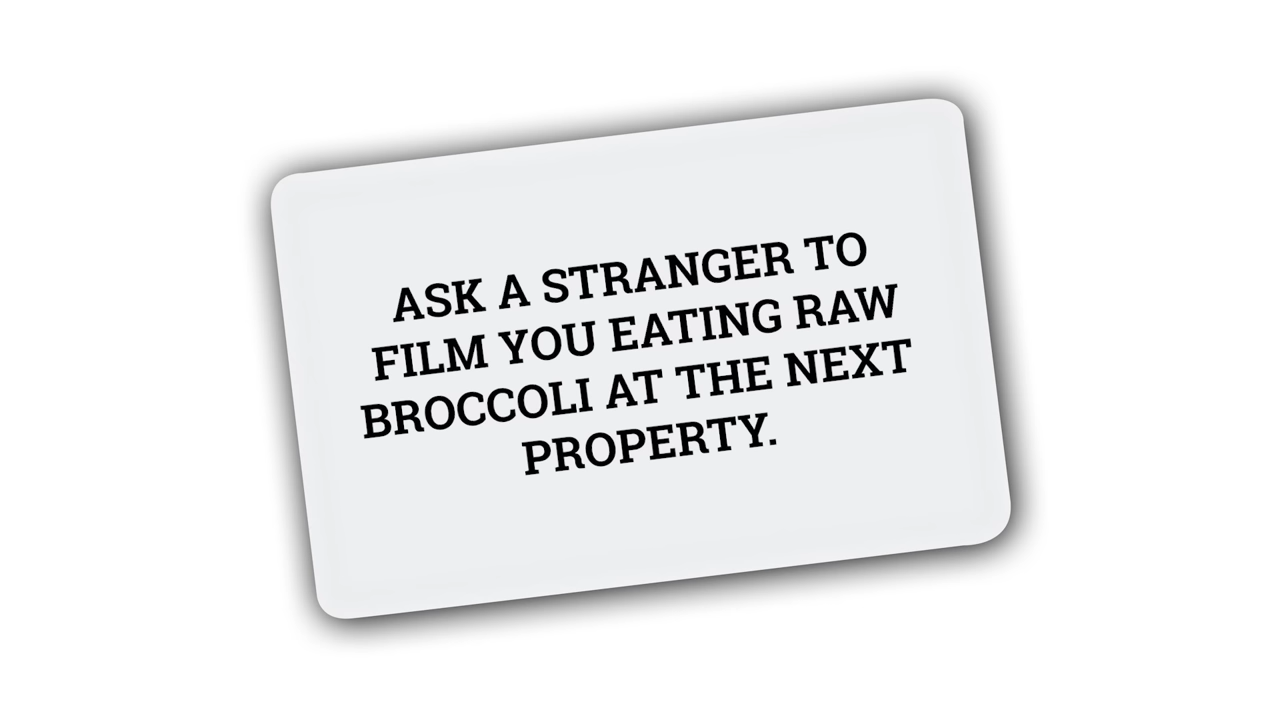 ASK A STRANGER TO
FILM YOU EATING RAW
BROCCOLI AT THE NEXT
PROPERTY.